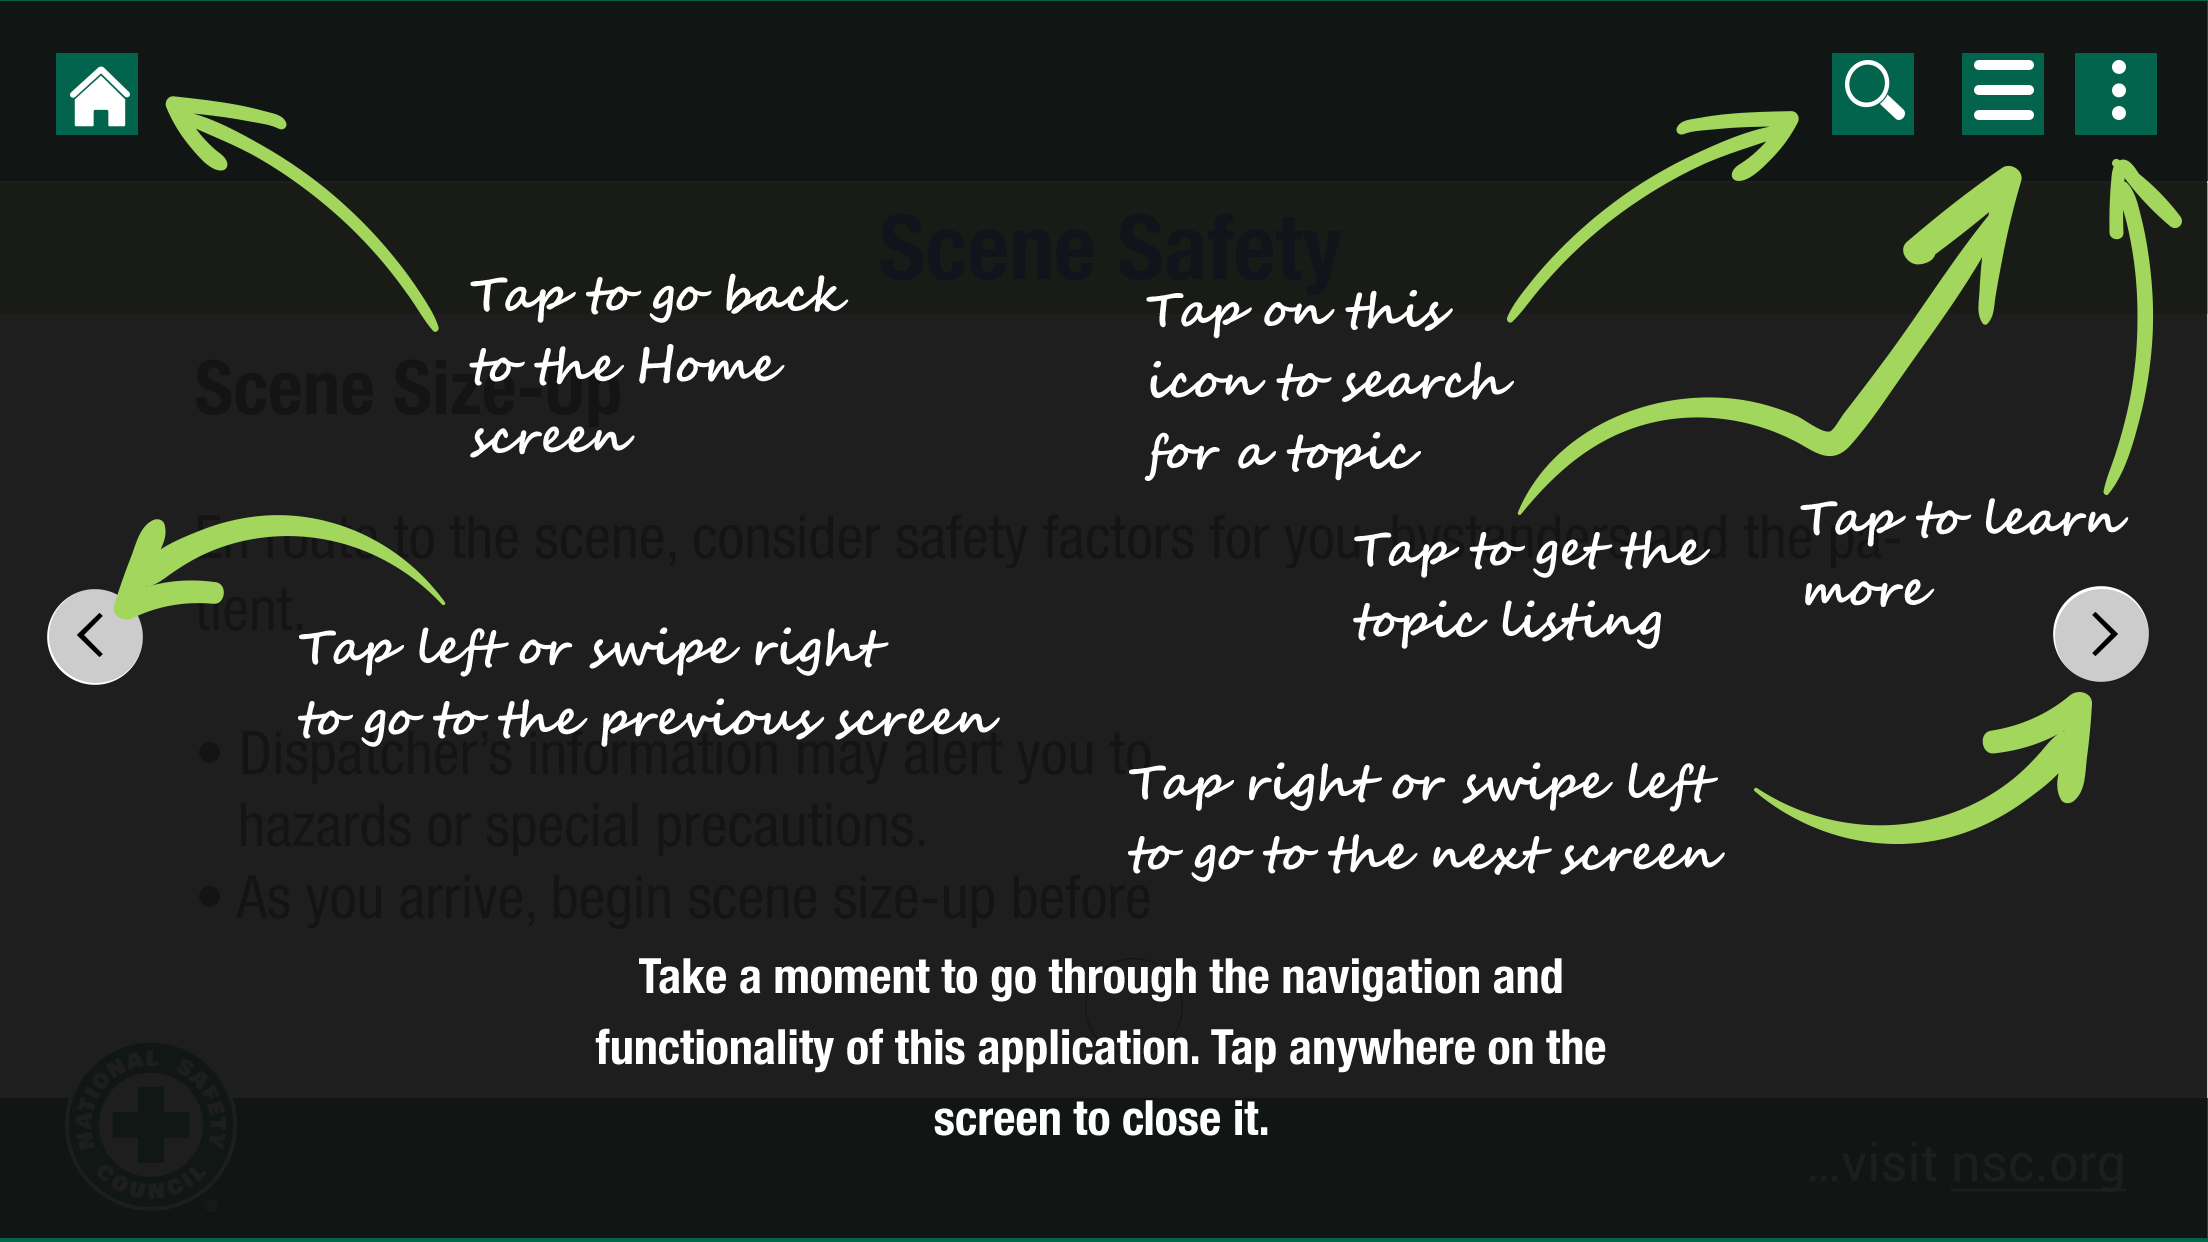 Scene Safety
Tap to go back
to the Home
screen
Tap on this
icon to search
for a topic
Scene Size-Up
Tap to get the
topic listing
Tap to learn
more
En route to the scene, consider safety factors for you, bystanders and the pa-
tient.
Tap left or swipe right
to go to the previous screen
• Dispatcher's information may alert you to
hazards or special precautions.
• As you arrive, begin scene size-up before
Tap right or swipe left
to go to the next screen
Take a moment to go through the navigation and
functionality of this application. Tap anywhere on the
screen to close it.
NATIONAL SAFETY
COUNCIL
®
...visit nsc.org